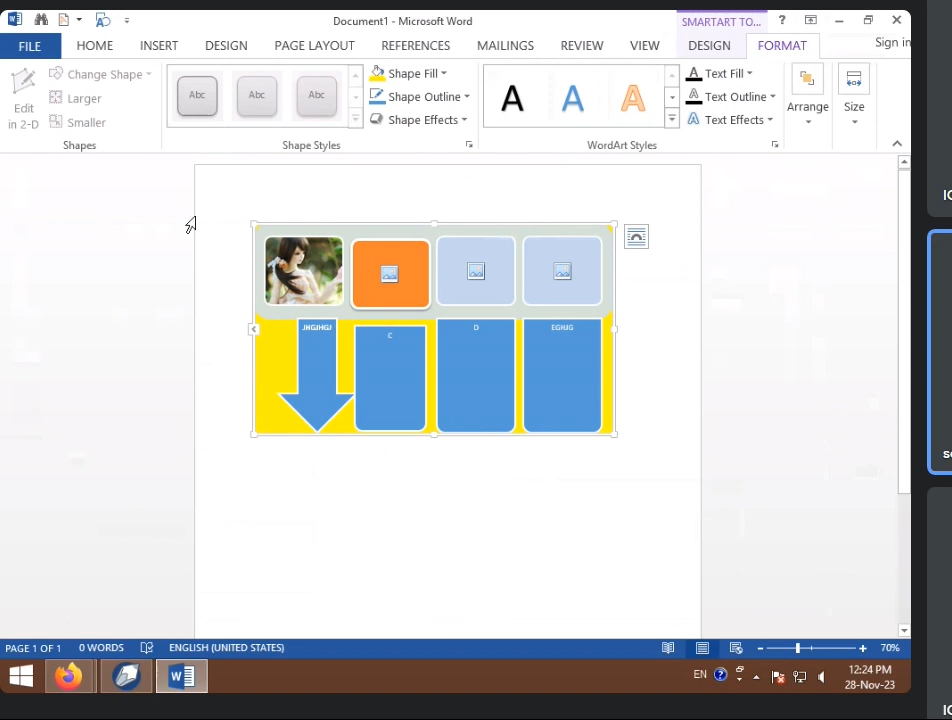 Document1 - Microsoft Word
SMARTART TO...
?
FILE
HOME
INSERT
DESIGN
PAGE LAYOUT
REFERENCES
MAILINGS
REVIEW
VIEW
DESIGN
FORMAT
Sign in
Edit
in 2-D
Change Shape
Larger
Smaller
Shapes
Abc
Abc
Abc
Shape Fill
Shape Outline
Shape Effects
Shape Styles
A
A
A
Text Fill
Text Outline
Text Effects
WordArt Styles
Arrange
Size
JHGJHGJ
C
D
EGHJG
PAGE 1 OF 1
0 WORDS
ENGLISH (UNITED STATES)
70%
EN
12:24 PM
28-Nov-23